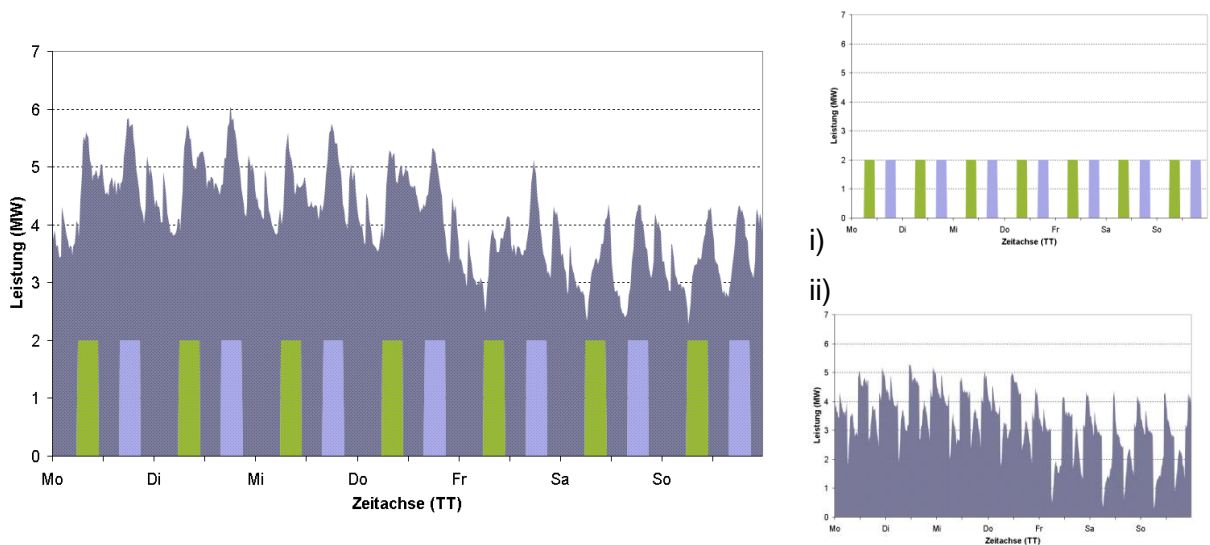 7
6
5
4
3
2
1
0
Leistung (MW)
Mo Di Mi Do Fr Sa So
Zeitachse (TT)
7
6
5
4
3
2
1
0
Leistung (MW)
Mo Di Mi Do Fr Sa So
Zeitachse (TT)
i)
ii)
7
6
5
4
3
2
1
0
Leistung (MW)
Mo Di Mi Do Fr Sa So
Zeitachse (TT)